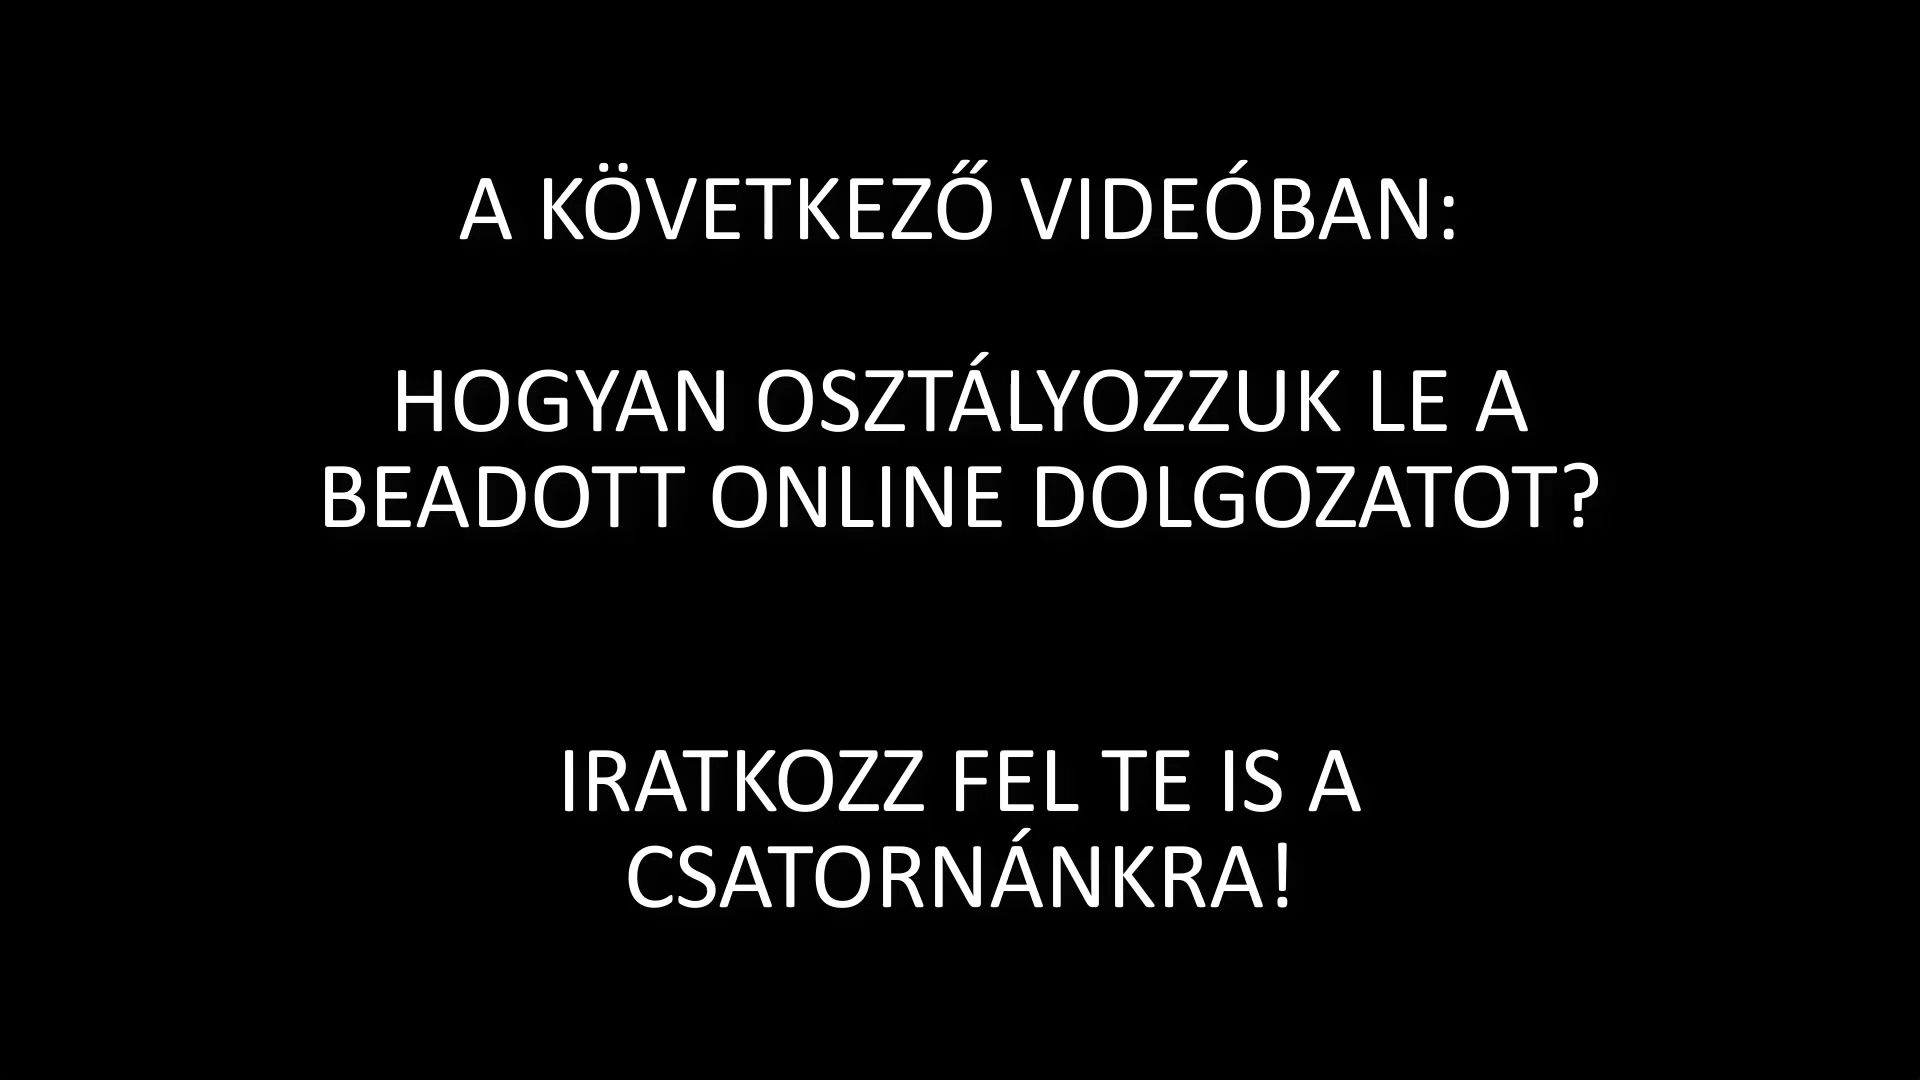 A KÖVETKEZŐ VIDEÓBAN:
HOGYAN OSZTÁLYOZZUK LE A
BEADOTT ONLINE DOLGOZATOT?
IRATKOZZ FEL TE IS A
CSATORNÁNKRA!